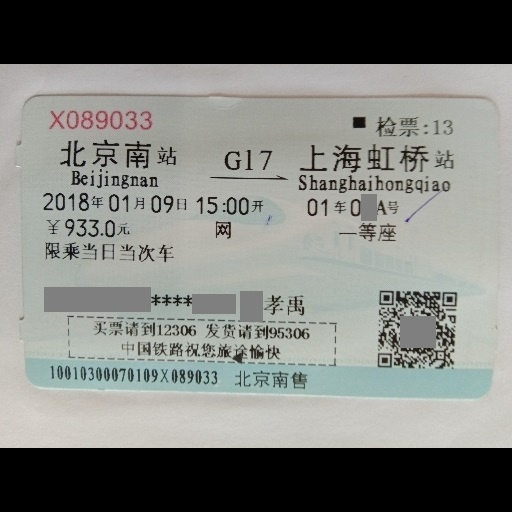 X089033
检票:13
北京南站 G17 上海虹桥站
Beijingnan Shanghaihongqiao
2018年01月09日 15:00开 01车0 A号
￥933.0元 网 一等座
限乘当日当次车
**** 孝禹
买票请到12306 发货请到95306
中国铁路祝您旅途愉快
10010300070109X089033 北京南售